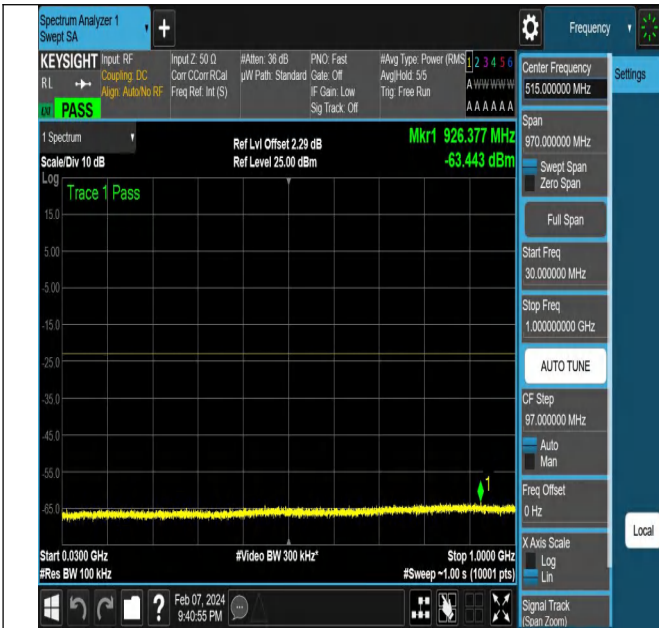 Spectrum Analyzer 1
Swept SA
+
Frequency
KEYSIGHT
RL
PASS
Input: RF
Coupling: DC
Align: Auto/No RF
Input Z: 50 Ω
Corr CCorr RCal
Freq Ref: Int (S)
#Atten: 36 dB
µW Path: Standard
PNO: Fast
Gate: Off
IF Gain: Low
Sig Track: Off
#Avg Type: Power (RMS
Avg|Hold: 5/5
Trig: Free Run
1 2 3 4 5 6
A W W W W W
A A A A A A
Center Frequency
515.000000 MHz
Settings
1 Spectrum
Scale/Div 10 dB
Ref Lvl Offset 2.29 dB
Ref Level 25.00 dBm
Mkr1 926.377 MHz
-63.443 dBm
Span
970.000000 MHz
Swept Span
Zero Span
Full Span
Start Freq
30.000000 MHz
Stop Freq
1.000000000 GHz
AUTO TUNE
CF Step
97.000000 MHz
Auto
Man
Freq Offset
0 Hz
X Axis Scale
Log
Lin
Signal Track
(Span Zoom)
Local
Log
Trace 1 Pass
15.0
5.00
-5.00
-15.0
-25.0
-35.0
-45.0
-55.0
-65.0
1
Start 0.0300 GHz
#Res BW 100 kHz
#Video BW 300 kHz*
Stop 1.0000 GHz
#Sweep ~1.00 s (10001 pts)
?
Feb 07, 2024
9:40:55 PM